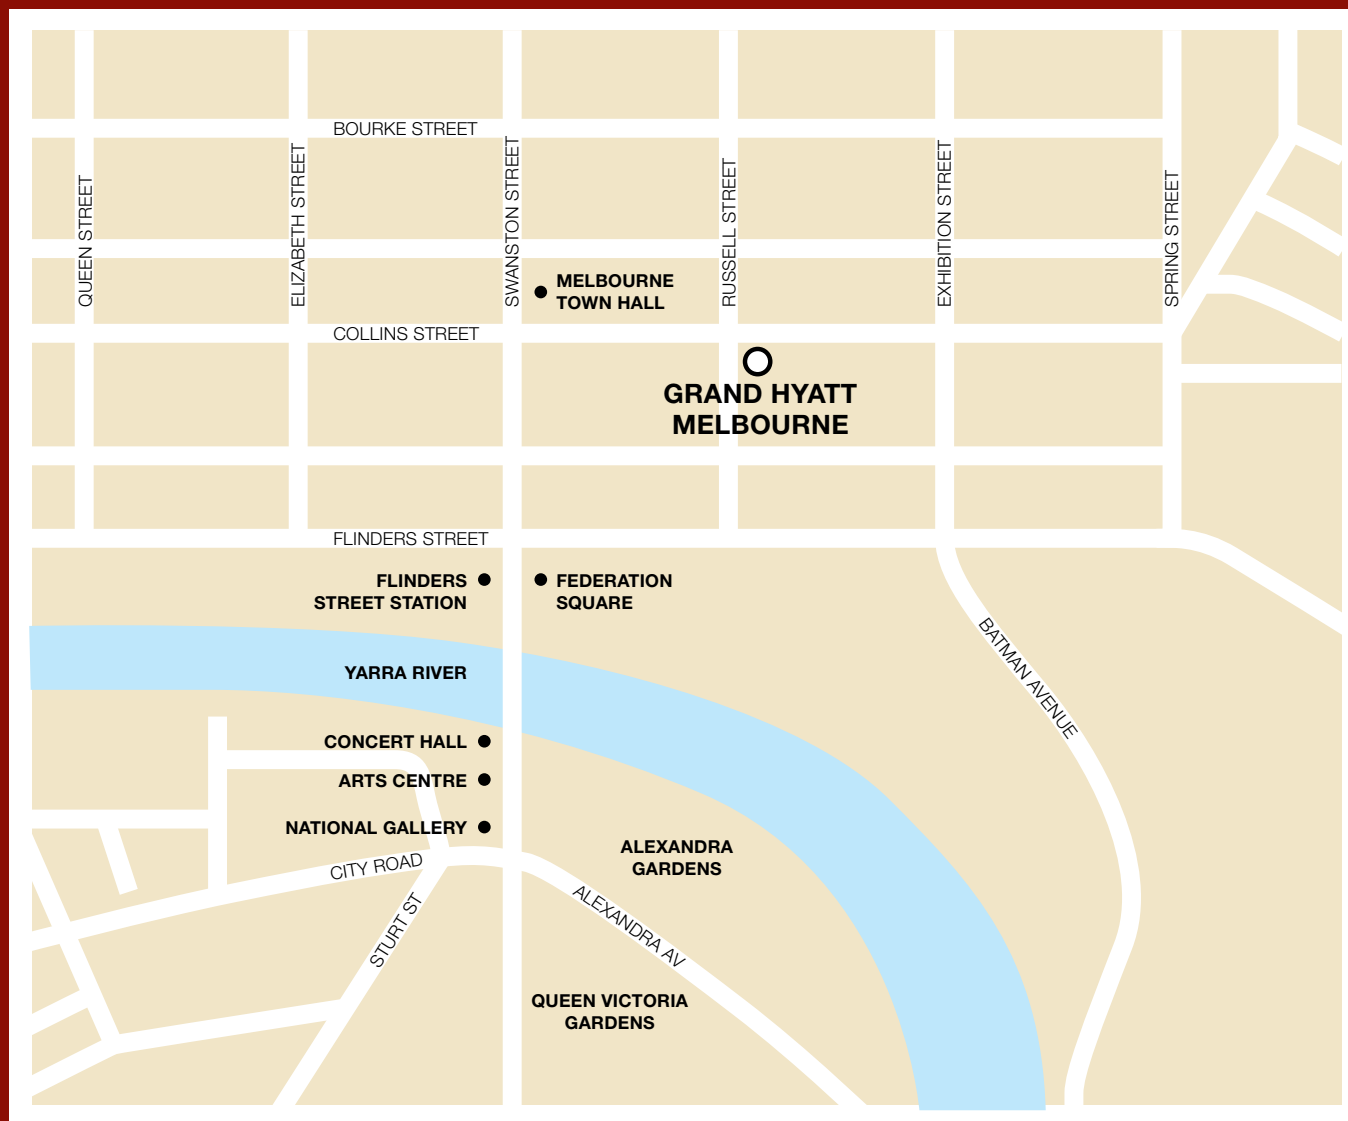 BOURKE STREET
QUEEN STREET
ELIZABETH STREET
SWANSTON STREET
RUSSELL STREET
EXHIBITION STREET
SPRING STREET
MELBOURNE
TOWN HALL
COLLINS STREET
GRAND HYATT
MELBOURNE
FLINDERS STREET
FLINDERS
STREET STATION
FEDERATION
SQUARE
BATMAN AVENUE
YARRA RIVER
CONCERT HALL
ARTS CENTRE
NATIONAL GALLERY
CITY ROAD
ALEXANDRA
GARDENS
STURT ST
ALEXANDRA AV
QUEEN VICTORIA
GARDENS